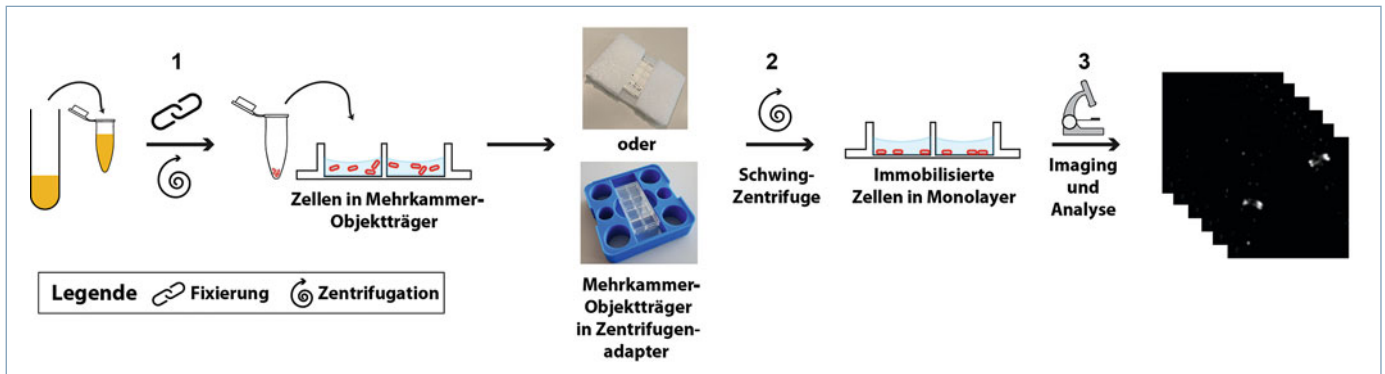 1
Zellen in Mehrkammer-
Objektträger
oder
Mehrkammer-
Objektträger
in Zentrifugen-
adapter
2
Schwing-
Zentrifuge
Immobilisierte
Zellen in Monolayer
3
Imaging
und
Analyse
Legende Fixierung Zentrifugation